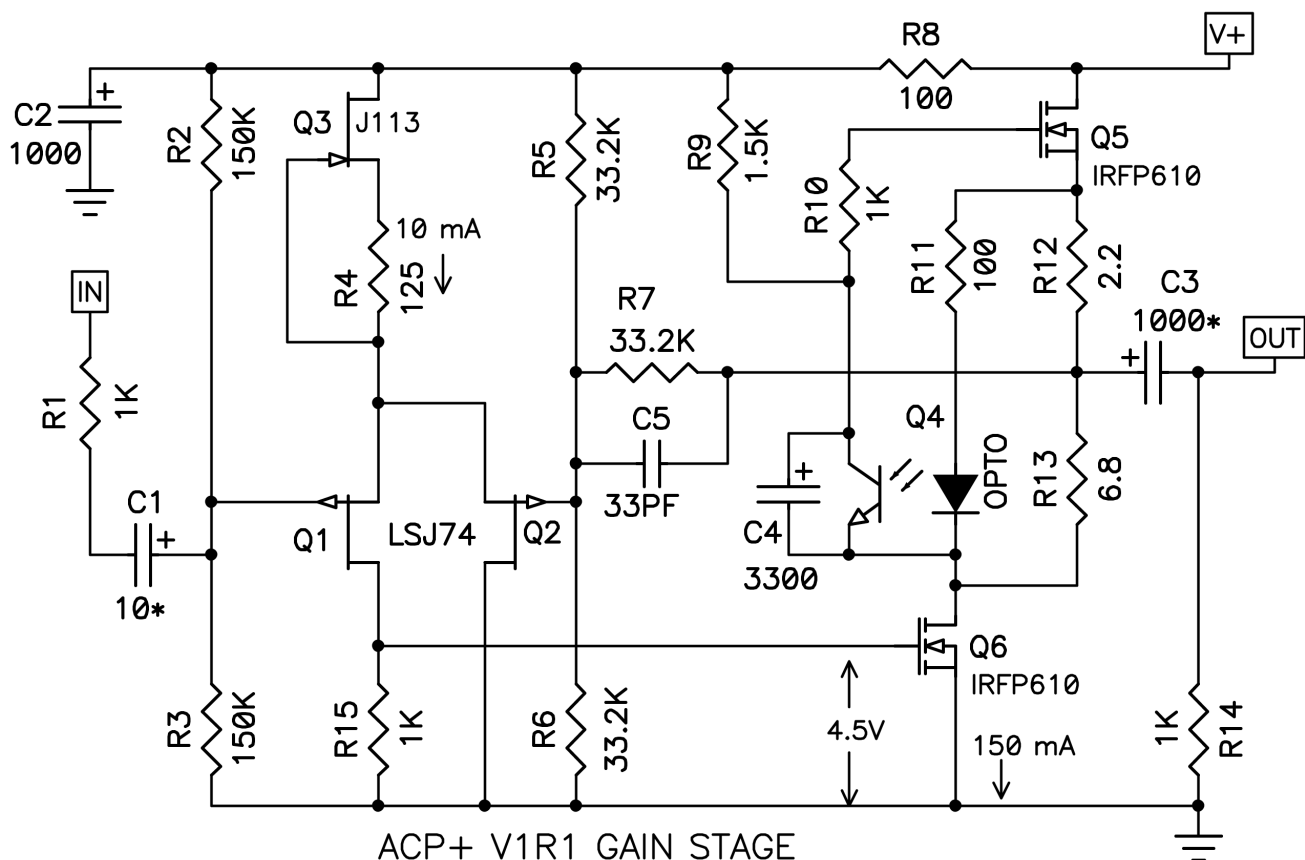 V+
R8
100
C2
+
1000
R2
150K
Q3
J113
R5
33.2K
R9
1.5K
Q5
IRFP610
R10
1K
R11
100
R12
2.2
10 mA
R4
125
IN
R7
33.2K
C3
1000*
+
OUT
R1
1K
C5
33PF
Q4
OPTO
R13
6.8
C1
+
10*
Q1
LSJ74
Q2
+
C4
3300
Q6
IRFP610
R3
150K
R15
1K
R6
33.2K
4.5V
150 mA
1K
R14
ACP+ V1R1 GAIN STAGE